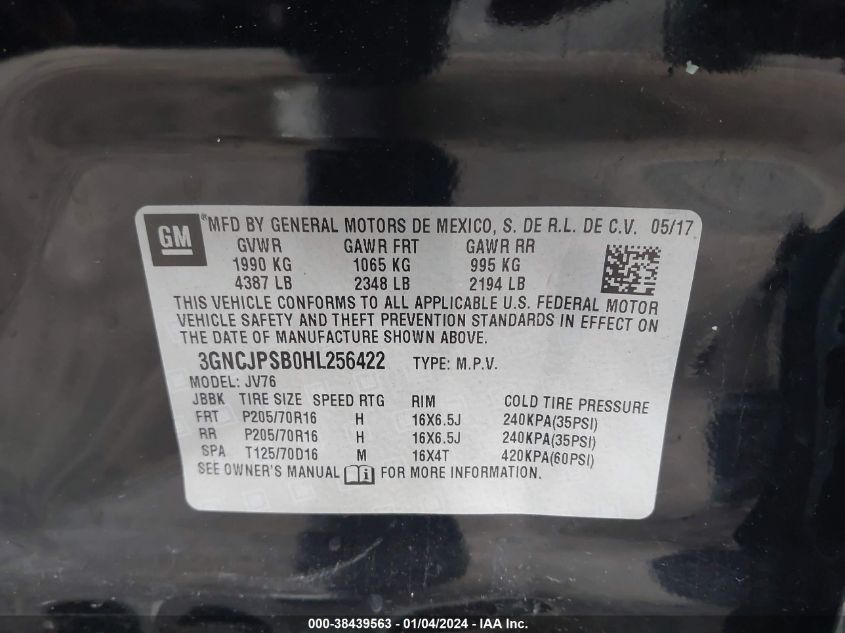 GM
®MFD BY GENERAL MOTORS DE MEXICO, S. DE R.L. DE C.V. 05/17
GVWR GAWR FRT GAWR RR
1990 KG 1065 KG 995 KG
4387 LB 2348 LB 2194 LB
THIS VEHICLE CONFORMS TO ALL APPLICABLE U.S. FEDERAL MOTOR
VEHICLE SAFETY AND THEFT PREVENTION STANDARDS IN EFFECT ON
THE DATE OF MANUFACTURE SHOWN ABOVE.
3GNCJPSB0HL256422 TYPE: M.P.V.
MODEL: JV76
JBBK TIRE SIZE SPEED RTG RIM COLD TIRE PRESSURE
FRT P205/70R16 H 16X6.5J 240KPA(35PSI)
RR P205/70R16 H 16X6.5J 240KPA(35PSI)
SPA T125/70D16 M 16X4T 420KPA(60PSI)
SEE OWNER'S MANUAL FOR MORE INFORMATION.
000-38439563 - 01/04/2024 - IAA Inc.